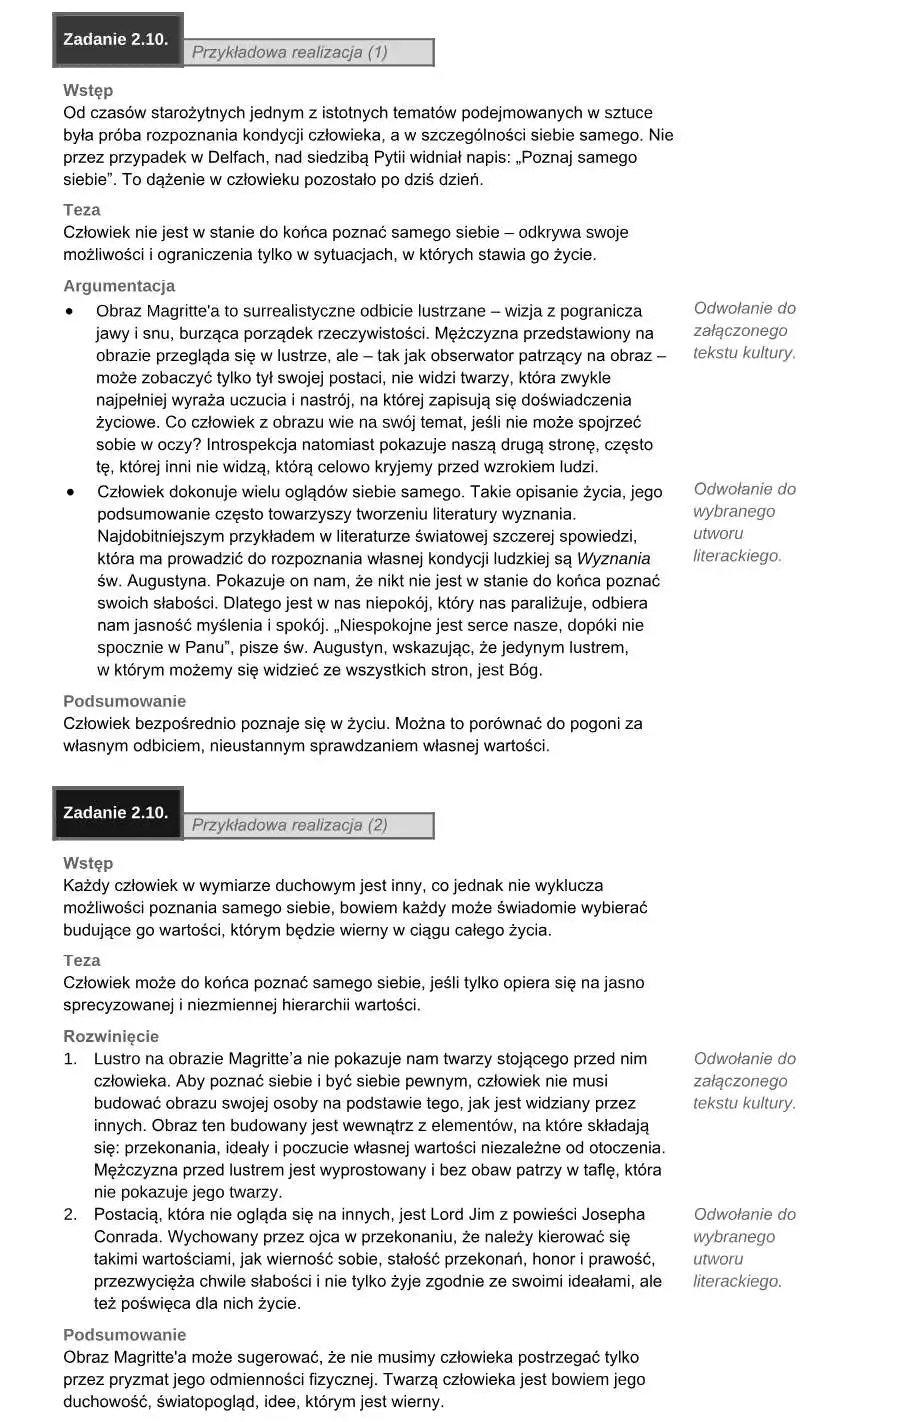 Zadanie 2.10.
Przykładowa realizacja (1)
Wstęp
Od czasów starożytnych jednym z istotnych tematów podejmowanych w sztuce
była próba rozpoznania kondycji człowieka, a w szczególności siebie samego. Nie
przez przypadek w Delfach, nad siedzibą Pytii widniał napis: „Poznaj samego
siebie”. To dążenie w człowieku pozostało po dziś dzień.
Teza
Człowiek nie jest w stanie do końca poznać samego siebie – odkrywa swoje
możliwości i ograniczenia tylko w sytuacjach, w których stawia go życie.
Argumentacja
• Obraz Magritte'a to surrealistyczne odbicie lustrzane – wizja z pogranicza
jawy i snu, burząca porządek rzeczywistości. Mężczyzna przedstawiony na
obrazie przegląda się w lustrze, ale – tak jak obserwator patrzący na obraz –
może zobaczyć tylko tył swojej postaci, nie widzi twarzy, która zwykle
najpełniej wyraża uczucia i nastrój, na której zapisują się doświadczenia
życiowe. Co człowiek z obrazu wie na swój temat, jeśli nie może spojrzeć
sobie w oczy? Introspekcja natomiast pokazuje naszą drugą stronę, często
tę, której inni nie widzą, którą celowo kryjemy przed wzrokiem ludzi.
Odwołanie do
załączonego
tekstu kultury.
• Człowiek dokonuje wielu oglądów siebie samego. Takie opisanie życia, jego
podsumowanie często towarzyszy tworzeniu literatury wyznania.
Najdobitniejszym przykładem w literaturze światowej szczerej spowiedzi,
która ma prowadzić do rozpoznania własnej kondycji ludzkiej są Wyznania
św. Augustyna. Pokazuje on nam, że nikt nie jest w stanie do końca poznać
swoich słabości. Dlatego jest w nas niepokój, który nas paraliżuje, odbiera
nam jasność myślenia i spokój. „Niespokojne jest serce nasze, dopóki nie
spocznie w Panu”, pisze św. Augustyn, wskazując, że jedynym lustrem,
w którym możemy się widzieć ze wszystkich stron, jest Bóg.
Odwołanie do
wybranego
utworu
literackiego.
Podsumowanie
Człowiek bezpośrednio poznaje się w życiu. Można to porównać do pogoni za
własnym odbiciem, nieustannym sprawdzaniem własnej wartości.
Zadanie 2.10.
Przykładowa realizacja (2)
Wstęp
Każdy człowiek w wymiarze duchowym jest inny, co jednak nie wyklucza
możliwości poznania samego siebie, bowiem każdy może świadomie wybierać
budujące go wartości, którym będzie wierny w ciągu całego życia.
Teza
Człowiek może do końca poznać samego siebie, jeśli tylko opiera się na jasno
sprecyzowanej i niezmiennej hierarchii wartości.
Rozwinięcie
1. Lustro na obrazie Magritte’a nie pokazuje nam twarzy stojącego przed nim
człowieka. Aby poznać siebie i być siebie pewnym, człowiek nie musi
budować obrazu swojej osoby na podstawie tego, jak jest widziany przez
innych. Obraz ten budowany jest wewnątrz z elementów, na które składają
się: przekonania, ideały i poczucie własnej wartości niezależne od otoczenia.
Mężczyzna przed lustrem jest wyprostowany i bez obaw patrzy w taflę, która
nie pokazuje jego twarzy.
Odwołanie do
załączonego
tekstu kultury.
2. Postacią, która nie ogląda się na innych, jest Lord Jim z powieści Josepha
Conrada. Wychowany przez ojca w przekonaniu, że należy kierować się
takimi wartościami, jak wierność sobie, stałość przekonań, honor i prawość,
przezwycięża chwile słabości i nie tylko żyje zgodnie ze swoimi ideałami, ale
też poświęca dla nich życie.
Odwołanie do
wybranego
utworu
literackiego.
Podsumowanie
Obraz Magritte'a może sugerować, że nie musimy człowieka postrzegać tylko
przez pryzmat jego odmienności fizycznej. Twarzą człowieka jest bowiem jego
duchowość, światopogląd, idee, którym jest wierny.